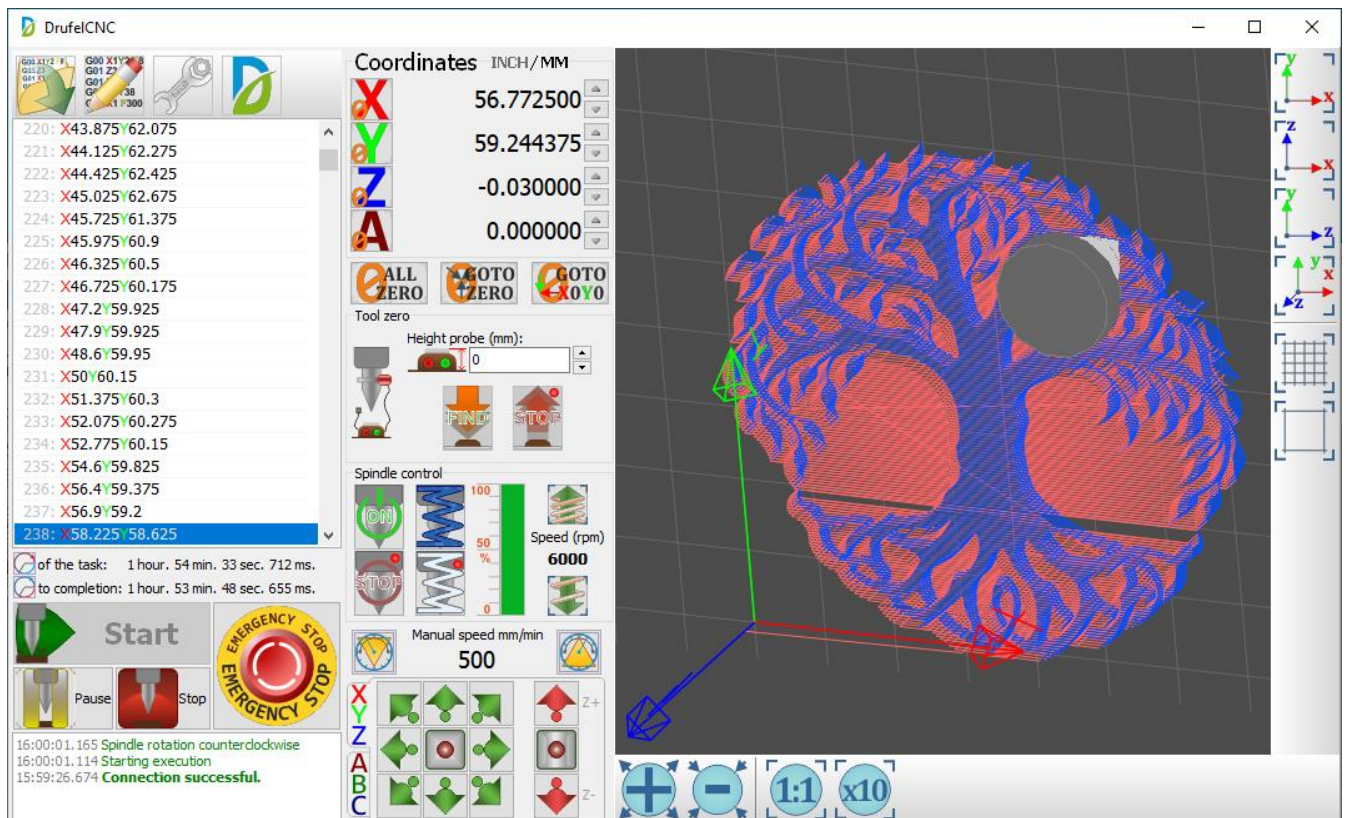 DrufelCNC
220: X43.875Y62.075
221: X44.125Y62.275
222: X44.425Y62.425
223: X45.025Y62.675
224: X45.725Y61.375
225: X45.975Y60.9
226: X46.325Y60.5
227: X46.725Y60.175
228: X47.2Y59.925
229: X47.9Y59.925
230: X48.6Y59.95
231: X50Y60.15
232: X51.375Y60.3
233: X52.075Y60.275
234: X52.775Y60.15
235: X54.6Y59.825
236: X56.4Y59.375
237: X56.9Y59.2
238: X58.225Y58.625
of the task: 1 hour. 54 min. 33 sec. 712 ms.
to completion: 1 hour. 53 min. 48 sec. 655 ms.
Start
EMERGENCY STOP
EMERGENCY STOP
Pause
Stop
16:00:01.165 Spindle rotation counterclockwise
16:00:01.114 Starting execution
15:59:26.674 Connection successful.
Coordinates INCH/MM
X 56.772500
Y 59.244375
Z -0.030000
A 0.000000
ALL ZERO
GOTO ZERO
GOTO X0Y0
Tool zero
Height probe (mm):
0
FIND
STOP
Spindle control
ON
STOP
100
50
%
0
Speed (rpm)
6000
Manual speed mm/min
500
X
Y
Z
A
B
C
Z+
Z-
Y
X
y
x
z
x
y
z
y
x
z
1:1
x10